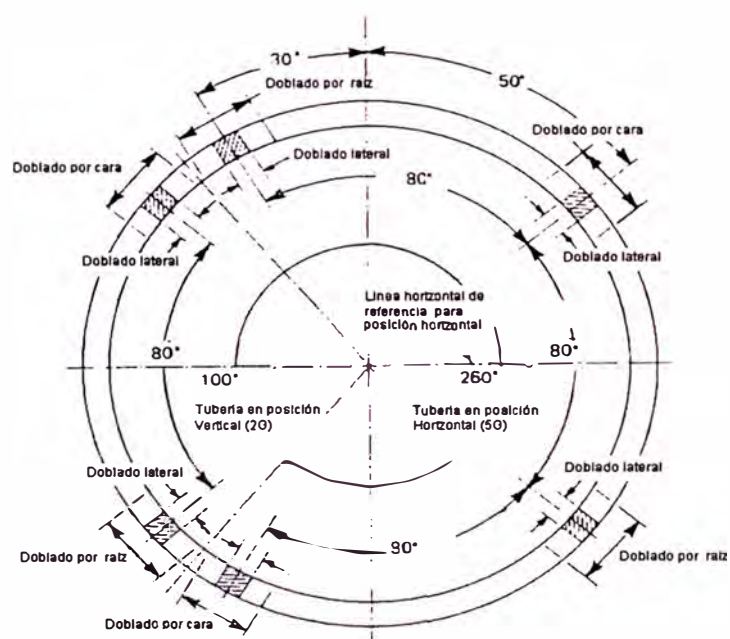 30°
50°
Doblado por raiz
Doblado por cara
Doblado por cara
Doblado lateral
80°
Doblado lateral
Doblado lateral
Linea horizontal de
referencia para
posición horizontal
80°
80°
100°
260°
Tuberia en posición
Vertical (2G)
Tuberia en posición
Horizontal (5G)
Doblado lateral
Doblado lateral
90°
Doblado por raiz
Doblado por raiz
Doblado por cara